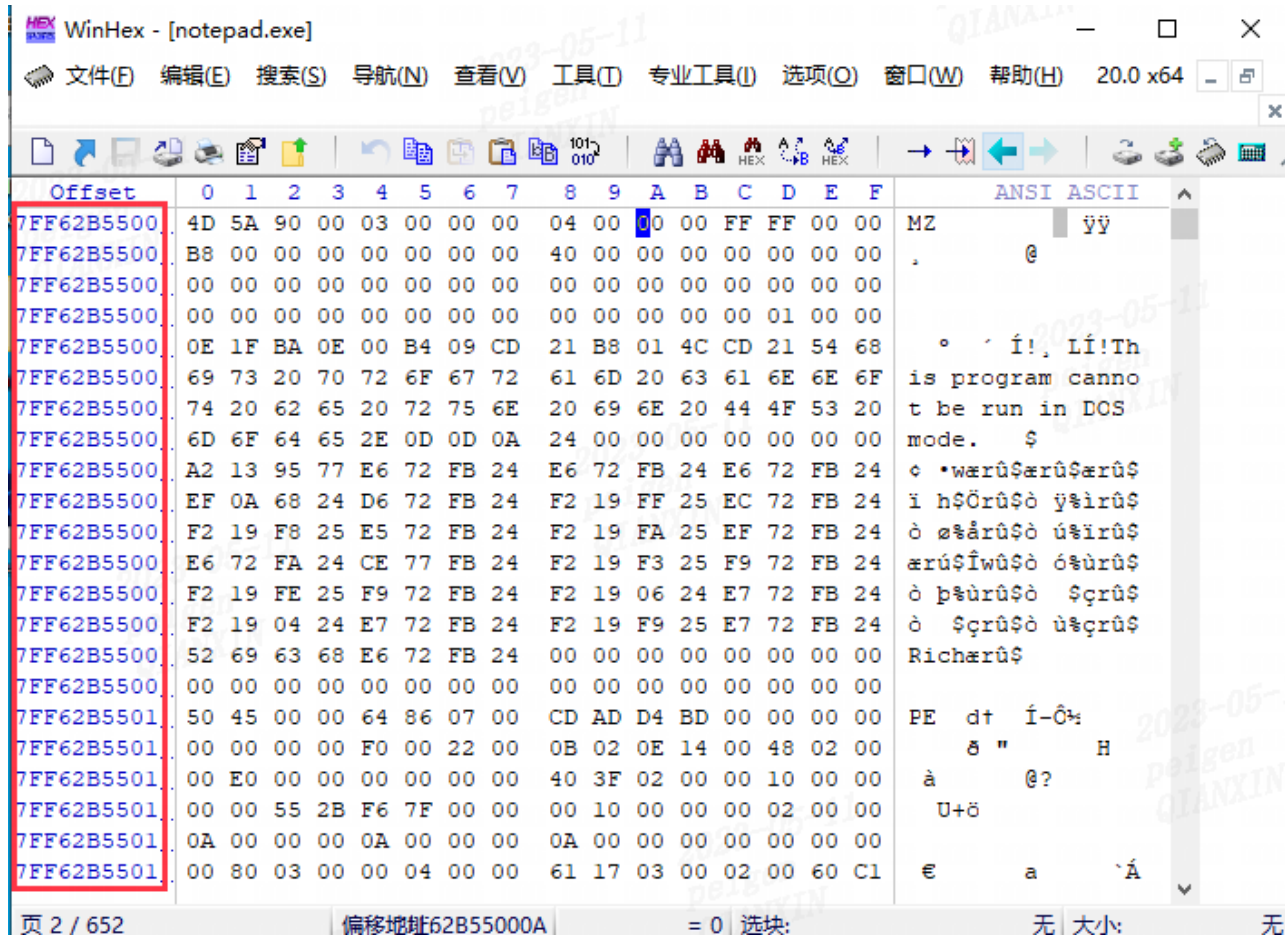 WinHex - [notepad.exe]
文件(F) 编辑(E) 搜索(S) 导航(N) 查看(V) 工具(T) 专业工具(I) 选项(O) 窗口(W) 帮助(H) 20.0 x64
Offset 0 1 2 3 4 5 6 7 8 9 A B C D E F ANSI ASCII
7FF62B5500 4D 5A 90 00 03 00 00 00 04 00 00 00 FF FF 00 00 MZ ÿÿ
7FF62B5500 B8 00 00 00 00 00 00 00 40 00 00 00 00 00 00 00 ¸ @
7FF62B5500 00 00 00 00 00 00 00 00 00 00 00 00 00 00 00 00
7FF62B5500 00 00 00 00 00 00 00 00 00 00 00 00 00 01 00 00
7FF62B5500 0E 1F BA 0E 00 B4 09 CD 21 B8 01 4C CD 21 54 68 º ´ Í!¸ LÍ!Th
7FF62B5500 69 73 20 70 72 6F 67 72 61 6D 20 63 61 6E 6E 6F is program canno
7FF62B5500 74 20 62 65 20 72 75 6E 20 69 6E 20 44 4F 53 20 t be run in DOS
7FF62B5500 6D 6F 64 65 2E 0D 0D 0A 24 00 00 00 00 00 00 00 mode. $
7FF62B5500 A2 13 95 77 E6 72 FB 24 E6 72 FB 24 E6 72 FB 24 ¢ •wærû$ærû$ærû$
7FF62B5500 EF 0A 68 24 D6 72 FB 24 F2 19 FF 25 EC 72 FB 24 ï h$Örû$ò ÿ%ìrû$
7FF62B5500 F2 19 F8 25 E5 72 FB 24 F2 19 FA 25 EF 72 FB 24 ò ø%årû$ò ú%ïrû$
7FF62B5500 E6 72 FA 24 CE 77 FB 24 F2 19 F3 25 F9 72 FB 24 ærú$Îwû$ò ó%ùrû$
7FF62B5500 F2 19 FE 25 F9 72 FB 24 F2 19 06 24 E7 72 FB 24 ò þ%ùrû$ò $çrû$
7FF62B5500 F2 19 04 24 E7 72 FB 24 F2 19 F9 25 E7 72 FB 24 ò $çrû$ò ù%çrû$
7FF62B5500 52 69 63 68 E6 72 FB 24 00 00 00 00 00 00 00 00 Richærû$
7FF62B5500 00 00 00 00 00 00 00 00 00 00 00 00 00 00 00 00
7FF62B5501 50 45 00 00 64 86 07 00 CD AD D4 BD 00 00 00 00 PE d† Í-Ô½
7FF62B5501 00 00 00 00 F0 00 22 00 0B 02 0E 14 00 48 02 00 ð " H
7FF62B5501 00 E0 00 00 00 00 00 00 40 3F 02 00 00 10 00 00 à @?
7FF62B5501 00 00 55 2B F6 7F 00 00 00 10 00 00 00 02 00 00 U+ö
7FF62B5501 0A 00 00 00 0A 00 00 00 0A 00 00 00 00 00 00 00
7FF62B5501 00 80 03 00 00 04 00 00 61 17 03 00 02 00 60 C1 € a `Á
页 2 / 652 偏移地址62B55000A = 0 选块: 无 大小: 无